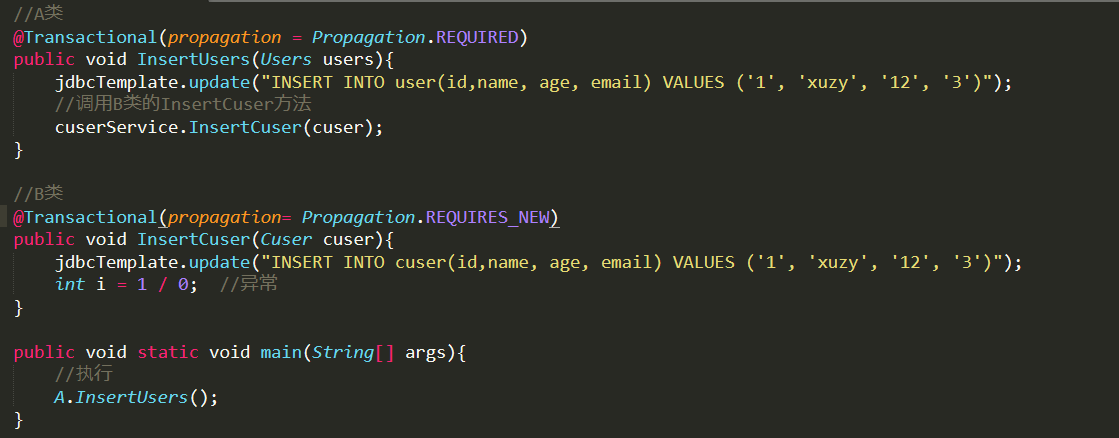 //A类
@Transactional(propagation = Propagation.REQUIRED)
public void InsertUsers(Users users){
jdbcTemplate.update("INSERT INTO user(id,name, age, email) VALUES ('1', 'xuzy', '12', '3')");
//调用B类的InsertCuser方法
cuserService.InsertCuser(cuser);
}
//B类
@Transactional(propagation= Propagation.REQUIRES_NEW)
public void InsertCuser(Cuser cuser){
jdbcTemplate.update("INSERT INTO cuser(id,name, age, email) VALUES ('1', 'xuzy', '12', '3')");
int i = 1 / 0;  //异常
}
public void static void main(String[] args){
//执行
A.InsertUsers();
}